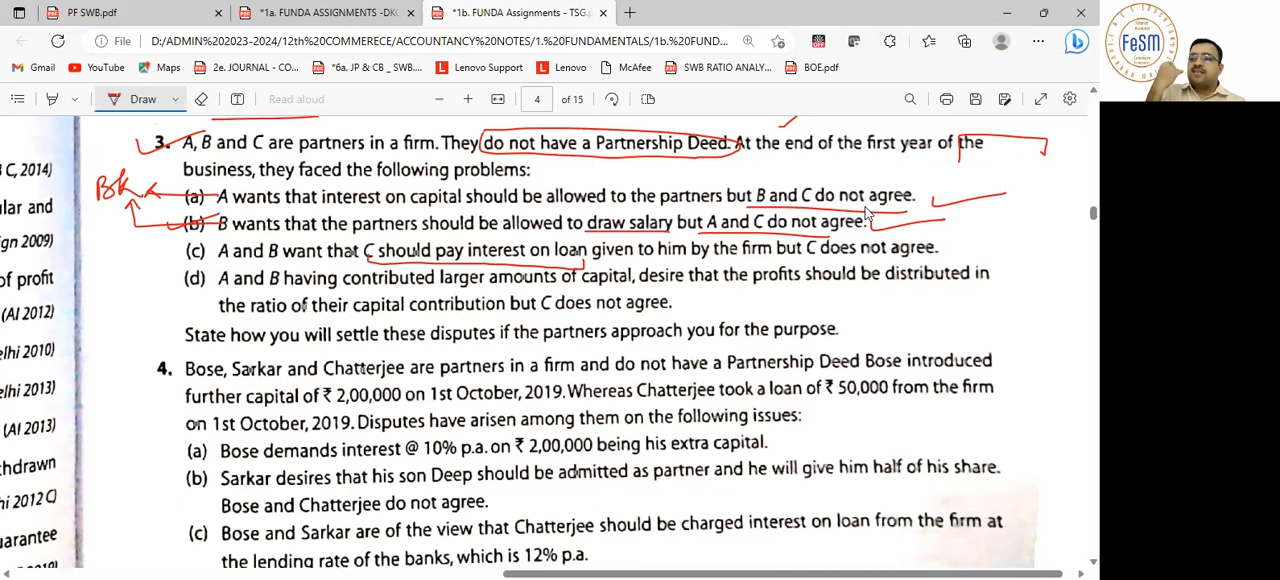 PF SWB.pdf
*1a. FUNDA ASSIGNMENTS -DKG
*1b. FUNDA Assignments - TSG.p
File
D:/ADMIN%202023-2024/12th%20COMMERECE/ACCOUNTANCE%20NOTES/1.%20FUNDAMENTALS/1b.%20FUND...
OFF
Gmail
YouTube
Maps
2e. JOURNAL - CO...
*6a. JP & CB _ SWB....
Lenovo Smort
Lenovo
McAfee
SWB RATIO ANALY...
BOE.pdf
Draw
Read aloud
4
of 15
FeSM
3. A, B and C are partners in a firm. They do not have a Partnership Deed. At the end of the first year of the
business, they faced the following problems:
(a) A wants that interest on capital should be allowed to the partners but B and C do not agree.
(b) B wants that the partners should be allowed to draw salary but A and C do not agree.
(c) A and B want that C should pay interest on loan given to him by the firm but C does not agree.
(d) A and B having contributed larger amounts of capital, desire that the profits should be distributed in
the ratio of their capital contribution but C does not agree.
State how you will settle these disputes if the partners approach you for the purpose.
4. Bose, Sarkar and Chatterjee are partners in a firm and do not have a Partnership Deed Bose introduced
further capital of ₹ 2,00,000 on 1st October, 2019. Whereas Chatterjee took a loan of ₹ 50,000 from the firm
on 1st October, 2019. Disputes have arisen among them on the following issues:
(a) Bose demands interest @ 10% p.a. on ₹ 2,00,000 being his extra capital.
(b) Sarkar desires that his son Deep should be admitted as partner and he will give him half of his share.
Bose and Chatterjee do not agree.
(c) Bose and Sarkar are of the view that Chatterjee should be charged interest on loan from the firm at
the lending rate of the banks, which is 12% p.a.
C, 2014)
ular and
ign 2009)
of profit
(AI 2012)
elhi 2010)
elhi 2013)
(AI 2013)
hdrawn
hi 2012 C)
uarantee